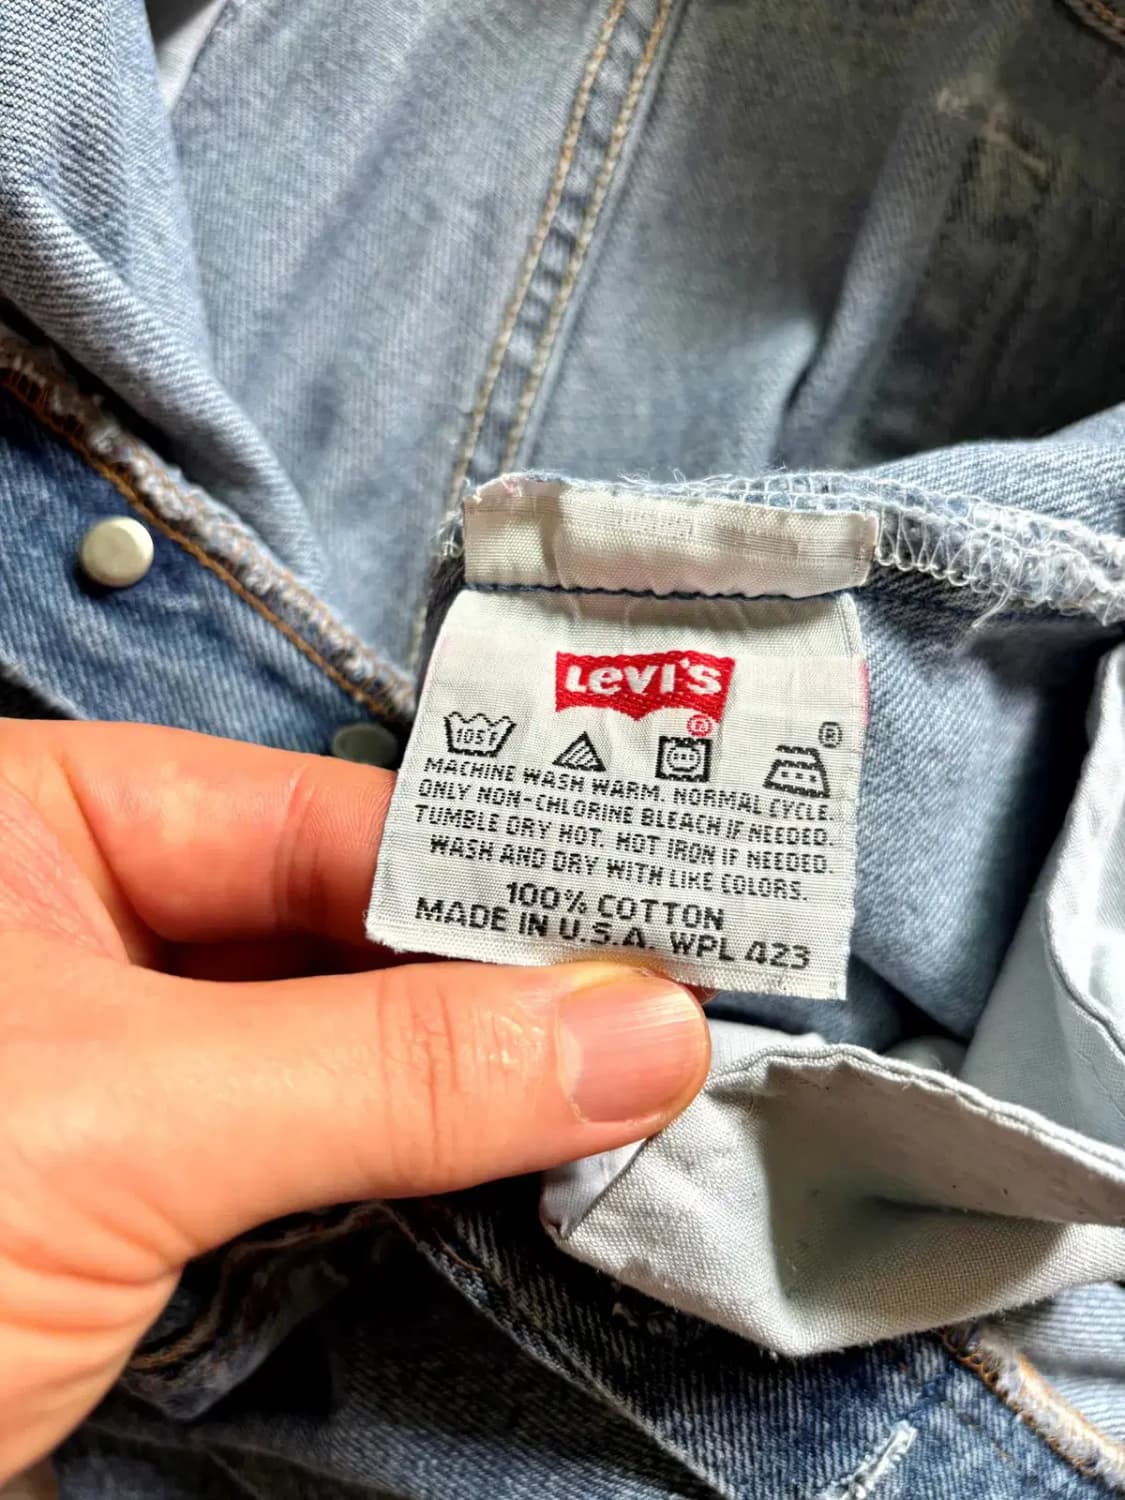 LEVI'S
®
®
105F
MACHINE WASH WARM. NORMAL CYCLE.
ONLY NON-CHLORINE BLEACH IF NEEDED.
TUMBLE DRY HOT. HOT IRON IF NEEDED.
WASH AND DRY WITH LIKE COLORS.
100% COTTON
MADE IN U.S.A. WPL 423